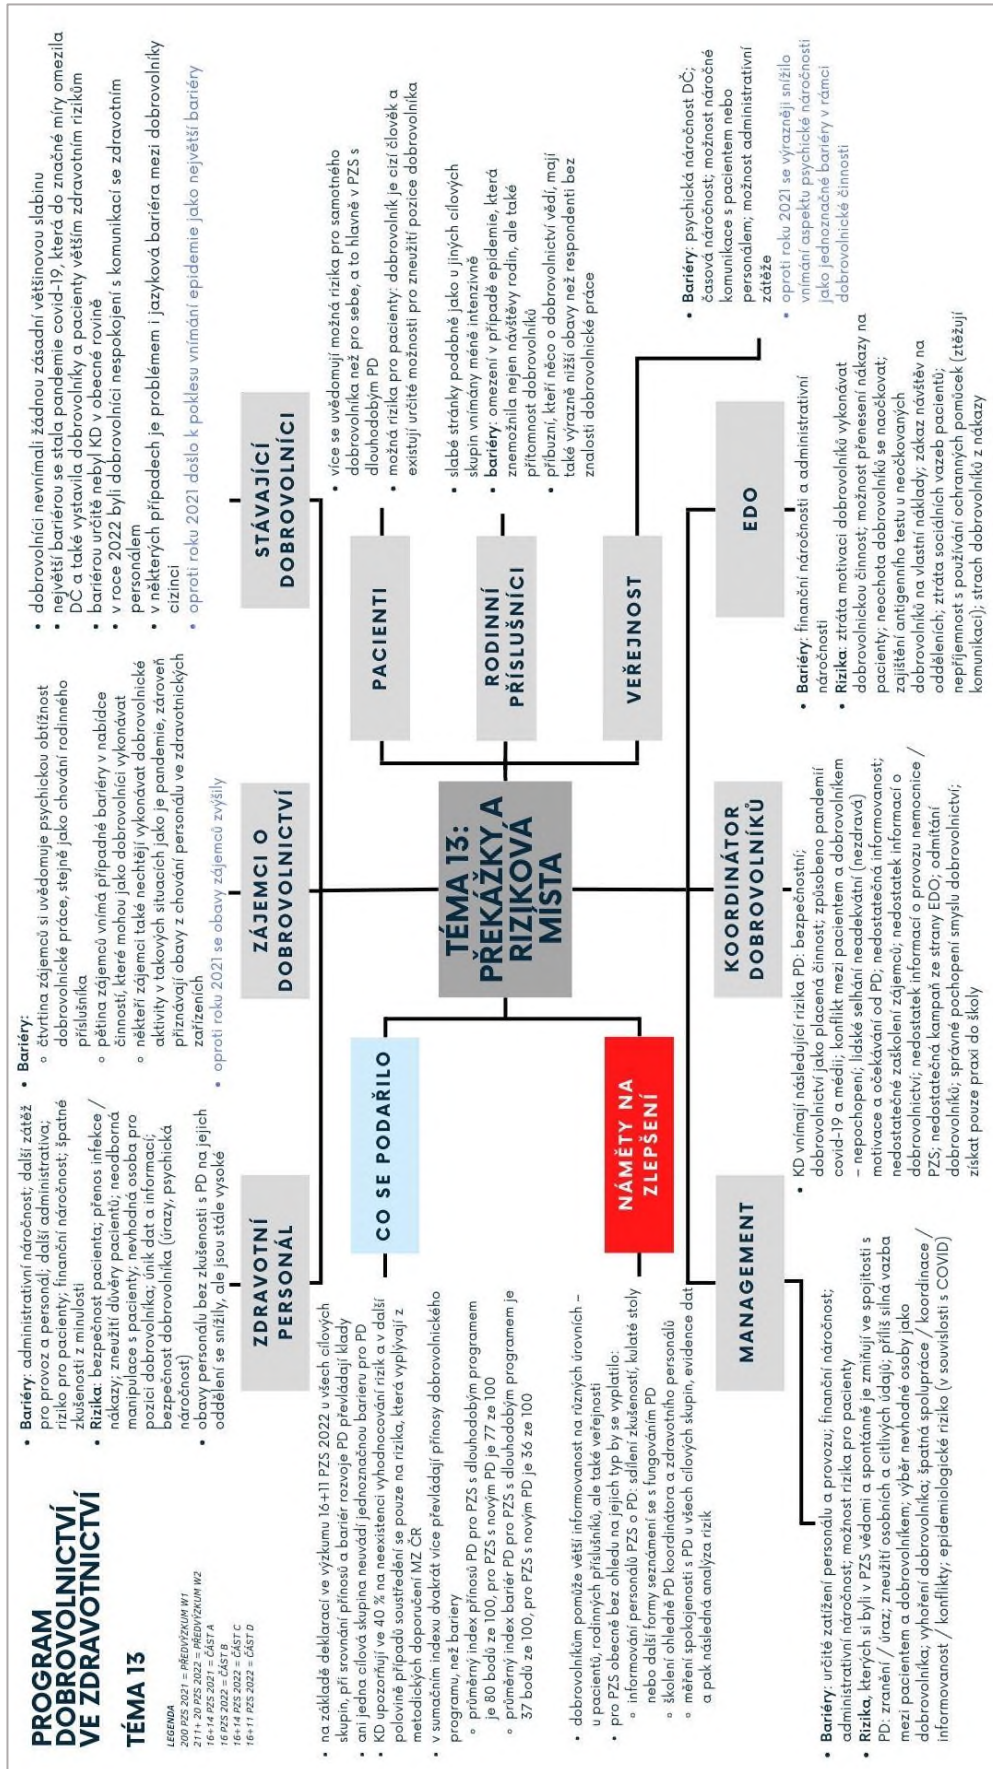 PROGRAM
DOBROVOLNICTVÍ
VE ZDRAVOTNICTVÍ
TÉMA 13
LEGENDA
200 PZS 2021 = PŘEDVÝZKUM W1
211+ 20 PZS 2022 = PŘEDVÝZKUM W2
16+14 PZS 2021 = ČÁST A
16 PZS 2022 = ČÁST B
16+14 PZS 2022 = ČÁST C
16+11 PZS 2022 = ČÁST D
• Bariéry: administrativní náročnost; další zátěž
pro provoz a personál; další administrativa;
riziko pro pacienty; finanční náročnost; špatné
zkušenosti z minulosti
• Rizika: bezpečnost pacienta; přenos infekce /
nákazy; zneužití důvěry pacientů; neodborná
manipulace s pacienty; nevhodná osoba pro
pozici dobrovolníka; únik dat a informací;
bezpečnost dobrovolníka (úrazy, psychická
náročnost)
• obavy personálu bez zkušenosti s PD na jejich
oddělení se snížily, ale jsou stále vysoké
ZDRAVOTNÍ
PERSONÁL
• Bariéry:
○ čtvrtina zájemců si uvědomuje psychickou obtížnost
dobrovolnické práce, stejně jako chování rodinného
příslušníka
○ pětina zájemců vnímá případné bariéry v nabídce
činností, které mohou jako dobrovolníci vykonávat
○ někteří zájemci také nechtějí vykonávat dobrovolnické
aktivity v takových situacích jako je pandemie, zároveň
přiznávají obavy z chování personálu ve zdravotnických
zařízeních
• oproti roku 2021 se obavy zájemců zvýšily
ZÁJEMCI O
DOBROVOLNICTVÍ
• dobrovolníci nevnímali žádnou zásadní většinovou slabinu
• největší bariérou se stala pandemie covid-19, která do značné míry omezila
DČ a také vystavila dobrovolníky a pacienty větším zdravotním rizikům
• bariérou určitě nebyl KD v obecné rovině
• v roce 2022 byli dobrovolníci nespokojení s komunikací se zdravotním
personálem
• v některých případech je problémem i jazyková bariéra mezi dobrovolníky
cizinci
• oproti roku 2021 došlo k poklesu vnímání epidemie jako největší bariéry
STÁVAJÍCÍ
DOBROVOLNÍCI
• na základě deklarací ve výzkumu 16+11 PZS 2022 u všech cílových
skupin, při srovnání přínosů a bariér rozvoje PD převládají klady
• ani jedna cílová skupina neuvádí jednoznačnou bariéru pro PD
• KD upozorňují ve 40 % na neexistenci vyhodnocování rizik a v další
polovině případů soustředění se pouze na rizika, která vyplývají z
metodických doporučení MZ ČR
• v sumačním indexu dvakrát více převládají přínosy dobrovolnického
programu, než bariery
○ průměrný index přínosů PD pro PZS s dlouhodobým programem
je 80 bodů ze 100, pro PZS s novým PD je 77 ze 100
○ průměrný index bariér PD pro PZS s dlouhodobým programem je
37 bodů ze 100, pro PZS s novým PD je 36 ze 100
CO SE PODAŘILO
TÉMA 13:
PŘEKÁŽKY A
RIZIKOVÁ
MÍSTA
PACIENTI
• více se uvědomují možná rizika pro samotného
dobrovolníka než pro sebe, a to hlavně v PZS s
dlouhodobým PD
• možná rizika pro pacienty: dobrovolník je cizí člověk a
existují určité možnosti pro zneužití pozice dobrovolníka
RODINNÍ
PŘÍSLUŠNÍCI
• slabé stránky podobně jako u jiných cílových
skupin vnímány méně intenzivně
• bariéry: omezení v případě epidemie, která
znemožnila nejen návštěvy rodin, ale také
přítomnost dobrovolníků
• příbuzní, kteří něco o dobrovolnictví vědí, mají
také výrazně nižší obavy než respondenti bez
znalosti dobrovolnické práce
VEŘEJNOST
• Bariéry: psychická náročnost DČ;
časová náročnost; možnost náročné
komunikace s pacientem nebo
personálem; možnost administrativní
zátěže
• oproti roku 2021 se výrazněji snížilo
vnímání aspektu psychické náročnosti
jako jednoznačné bariéry v rámci
dobrovolnické činnosti
• dobrovolníkům pomůže větší informovanost na různých úrovních –
u pacientů, rodinných příslušníků, ale také veřejnosti
• pro PZS obecně bez ohledu na jejich typ by se vyplatilo:
○ informování personálů PZS o PD: sdílení zkušeností, kulaté stoly
nebo další formy seznámení se s fungováním PD
○ školení ohledně PD koordinátora a zdravotního personálů
○ měření spokojenosti s PD u všech cílových skupin, evidence dat
a pak následná analýza rizik
NÁMĚTY NA
ZLEPŠENÍ
MANAGEMENT
• Bariéry: určité zatížení personálu a provozu; finanční náročnost;
administrativní náročnost; možnost rizika pro pacienty
• Rizika, kterých si byli v PZS vědomi a spontánně je zmiňují ve spojitosti s
PD: zranění / úraz; zneužití osobních a citlivých údajů; příliš silná vazba
mezi pacientem a dobrovolníkem; výběr nevhodné osoby jako
dobrovolníka; vyhoření dobrovolníka; špatná spolupráce / koordinace /
informovanost / konflikty; epidemiologické riziko (v souvislosti s COVID)
KOORDINÁTOR
DOBROVOLNÍKŮ
• KD vnímají následující rizika PD: bezpečnostní;
dobrovolnictví jako placená činnost; způsobeno pandemií
covid-19 a médii; konflikt mezi pacientem a dobrovolníkem
– nepochopení; lidské selhání neadekvátní (nezdravá)
motivace a očekávání od PD; nedostatečná informovanost;
nedostatečné zaškolení zájemců; nedostatek informací o
dobrovolnictví; nedostatek informací o provozu nemocnice /
PZS; nedostatečná kampaň ze strany EDO; odmítání
dobrovolníků; správné pochopení smyslu dobrovolnictví;
získat pouze praxi do školy
EDO
• Bariéry: finanční náročnosti a administrativní
náročnosti
• Rizika: ztráta motivaci dobrovolníků vykonávat
dobrovolnickou činnost; možnost přenesení nákazy na
pacienty; neochota dobrovolníků se naočkovat;
zajištění antigenního testu u neočkovaných
dobrovolníků na vlastní náklady; zákaz návštěv na
odděleních; ztráta sociálních vazeb pacientů;
nepříjemnost s používání ochranných pomůcek (ztěžují
komunikaci); strach dobrovolníků z nákazy